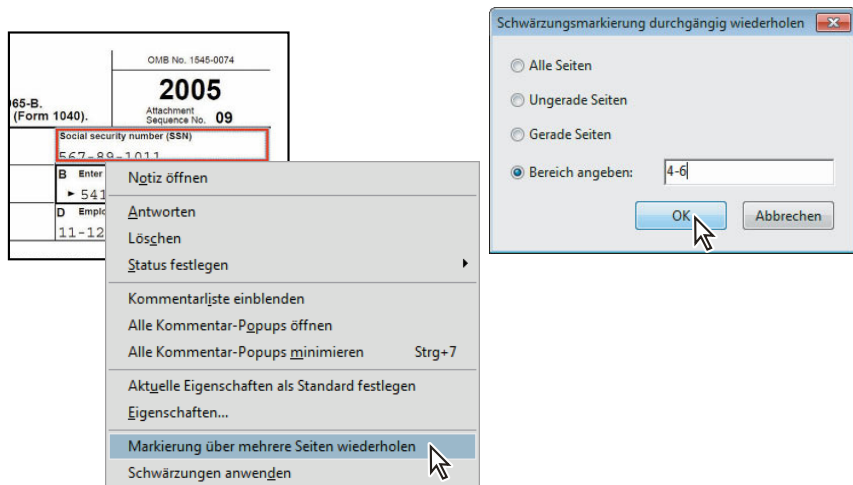 OMB No. 1545-0074
2005
065-B.
(Form 1040).
Attachment
Sequence No. 09
Social security number (SSN)
567-89-1011
B Enter
541
D Emplo
11-12
Notiz öffnen
Antworten
Löschen
Status festlegen
Kommentarliste einblenden
Alle Kommentar-Popups öffnen
Alle Kommentar-Popups minimieren Strg+7
Aktuelle Eigenschaften als Standard festlegen
Eigenschaften...
Markierung über mehrere Seiten wiederholen
Schwärzungen anwenden
Schwärzungsmarkierung durchgängig wiederholen
Alle Seiten
Ungerade Seiten
Gerade Seiten
Bereich angeben: 4-6
OK Abbrechen